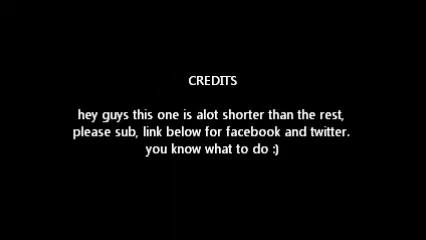 CREDITS
hey guys this one is alot shorter than the rest,
please sub, link below for facebook and twitter.
you know what to do :)